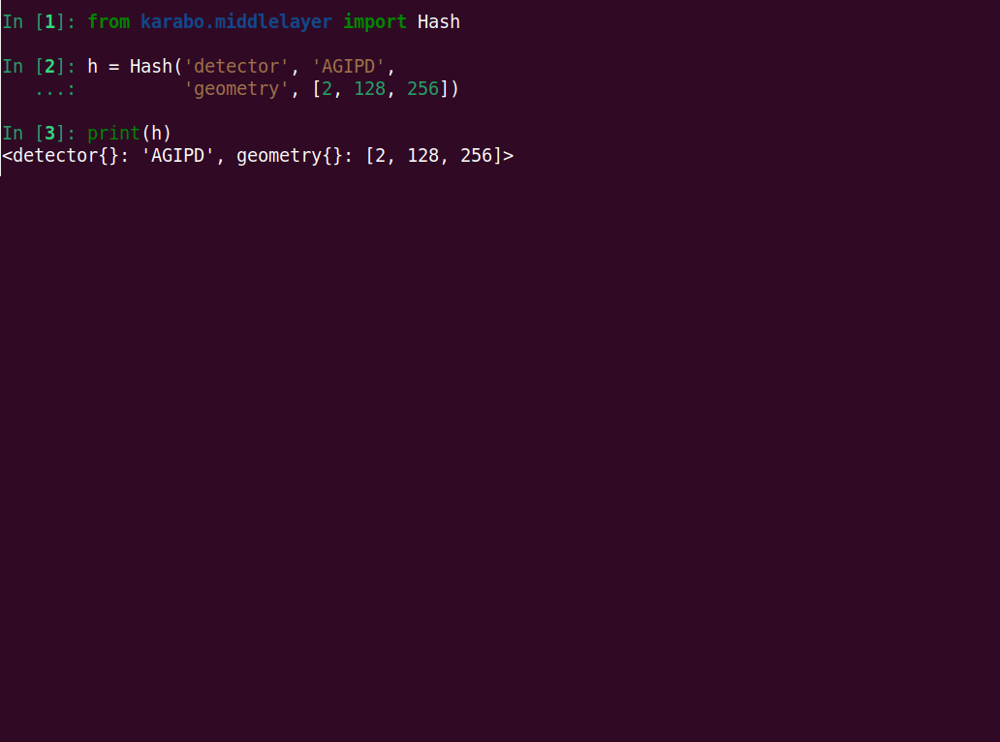 In [1]: from karabo.middlelayer import Hash
In [2]: h = Hash('detector', 'AGIPD',
   ...:          'geometry', [2, 128, 256])
In [3]: print(h)
<detector{}: 'AGIPD', geometry{}: [2, 128, 256]>